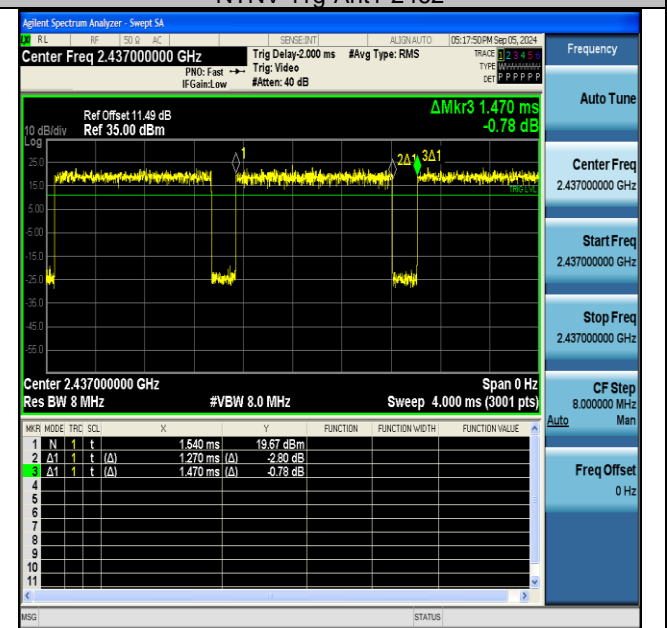 Agilent Spectrum Analyzer - Swept SA
RL RF 50 Ω AC SENSE:INT ALIGN AUTO 05:17:50PM Sep 05, 2024
Center Freq 2.437000000 GHz
PNO: Fast
IFGain:Low
Trig Delay-2.000 ms
Trig: Video
#Atten: 40 dB
#Avg Type: RMS
TRACE 1 2 3 4 5 6
TYPE
DET P P P P P P
Ref Offset 11.49 dB
10 dB/div Ref 35.00 dBm
Log
ΔMkr3 1.470 ms
-0.78 dB
25.0
15.0
5.00
-5.00
-15.0
-25.0
-35.0
-45.0
-55.0
1
2Δ1
3Δ1
TRIG LVL
Center 2.437000000 GHz Span 0 Hz
Res BW 8 MHz #VBW 8.0 MHz Sweep 4.000 ms (3001 pts)
MKR MODE TRC SCL X Y FUNCTION FUNCTION WIDTH FUNCTION VALUE
1 N 1 t 1.540 ms 19.67 dBm
2 Δ1 1 t (Δ) 1.270 ms (Δ) -2.80 dB
3 Δ1 1 t (Δ) 1.470 ms (Δ) -0.78 dB
4
5
6
7
8
9
10
11
MSG STATUS
Frequency
Auto Tune
Center Freq
2.437000000 GHz
Start Freq
2.437000000 GHz
Stop Freq
2.437000000 GHz
CF Step
8.000000 MHz
Auto Man
Freq Offset
0 Hz